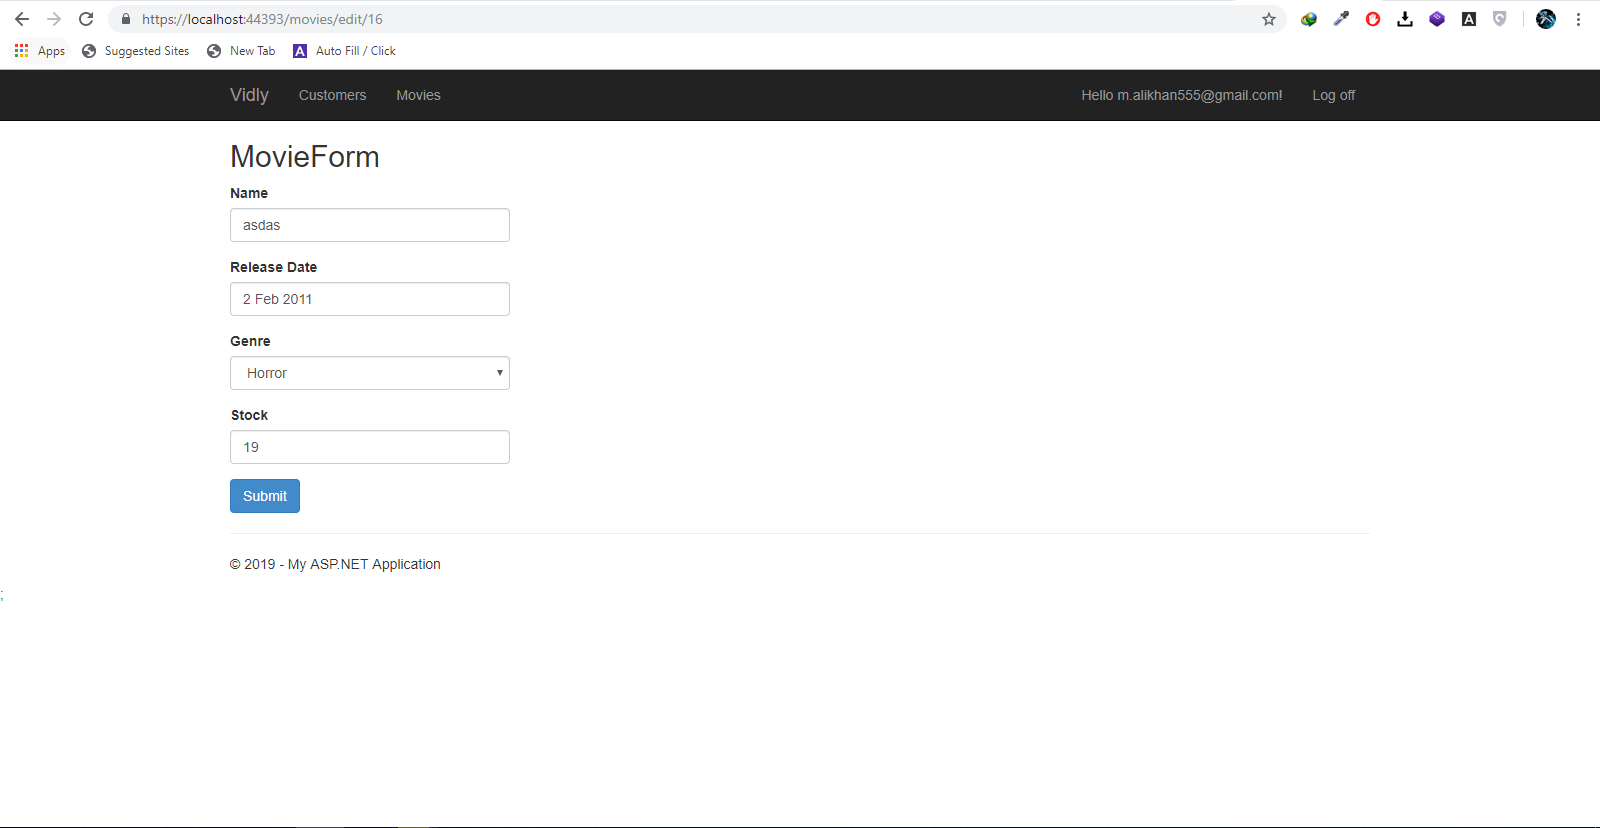 https://localhost:44393/movies/edit/16
Apps Suggested Sites New Tab A Auto Fill / Click
Vidly Customers Movies Hello m.alikhan555@gmail.com! Log off
MovieForm
Name
asdas
Release Date
2 Feb 2011
Genre
Horror
Stock
19
Submit
© 2019 - My ASP.NET Application
;